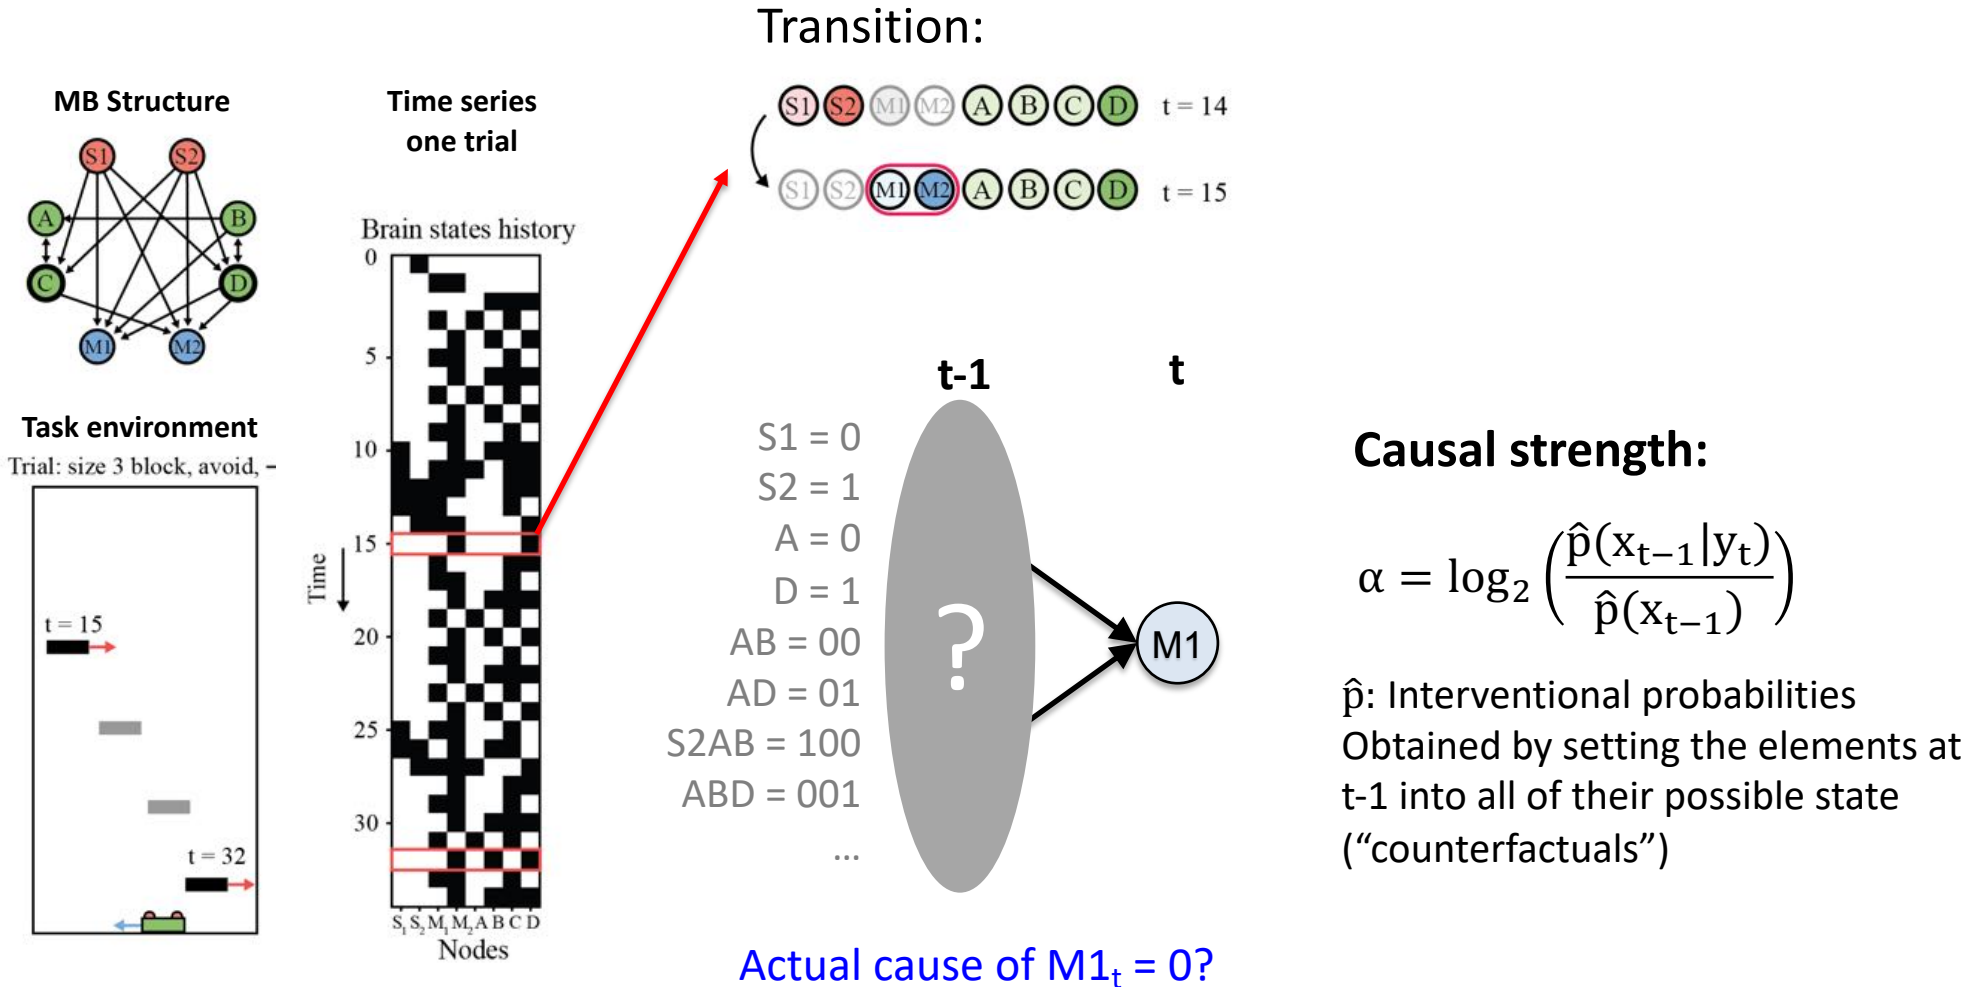 Transition:
MB Structure
S1 S2
A B
C D
M1 M2
Time series
one trial
S1 S2 M1 M2 A B C D t = 14
S1 S2 M1 M2 A B C D t = 15
Brain states history
0
5
10
15
20
25
30
Time
S₁ S₂ M₁ M₂ A B C D
Nodes
Task environment
Trial: size 3 block, avoid, –
t = 15
t = 32
t-1 t
S1 = 0
S2 = 1
A = 0
D = 1
AB = 00
AD = 01
S2AB = 100
ABD = 001
...
?
M1
Actual cause of M1ₜ = 0?
Causal strength:
α = log₂ (p̂(xₜ₋₁|yₜ) / p̂(xₜ₋₁))
p̂: Interventional probabilities
Obtained by setting the elements at
t-1 into all of their possible state
(“counterfactuals”)